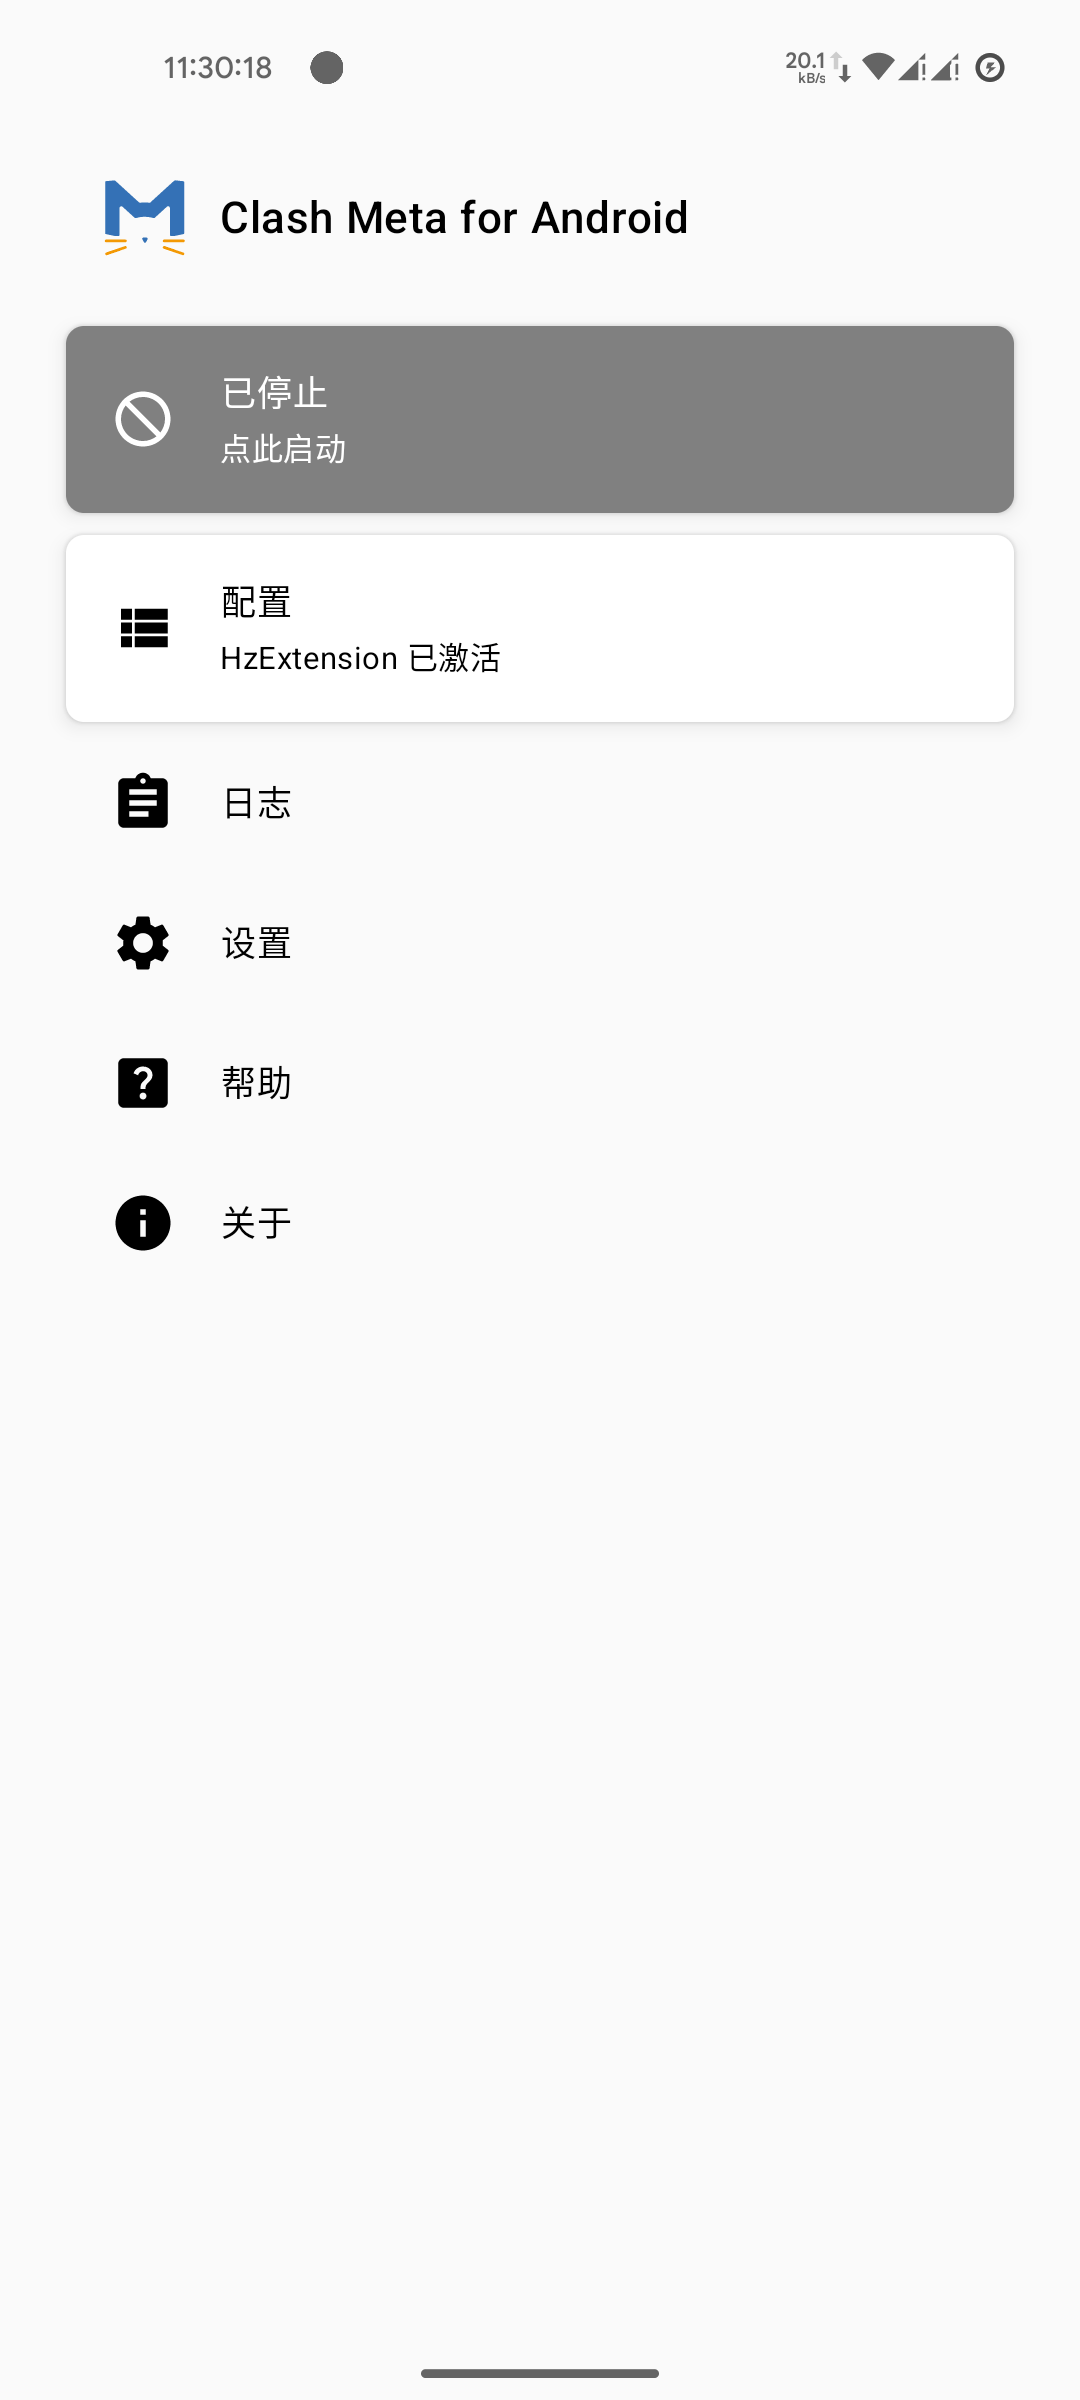 11:30:18
20.1
kB/s
Clash Meta for Android
已停止
点此启动
配置
HzExtension 已激活
日志
设置
帮助
关于